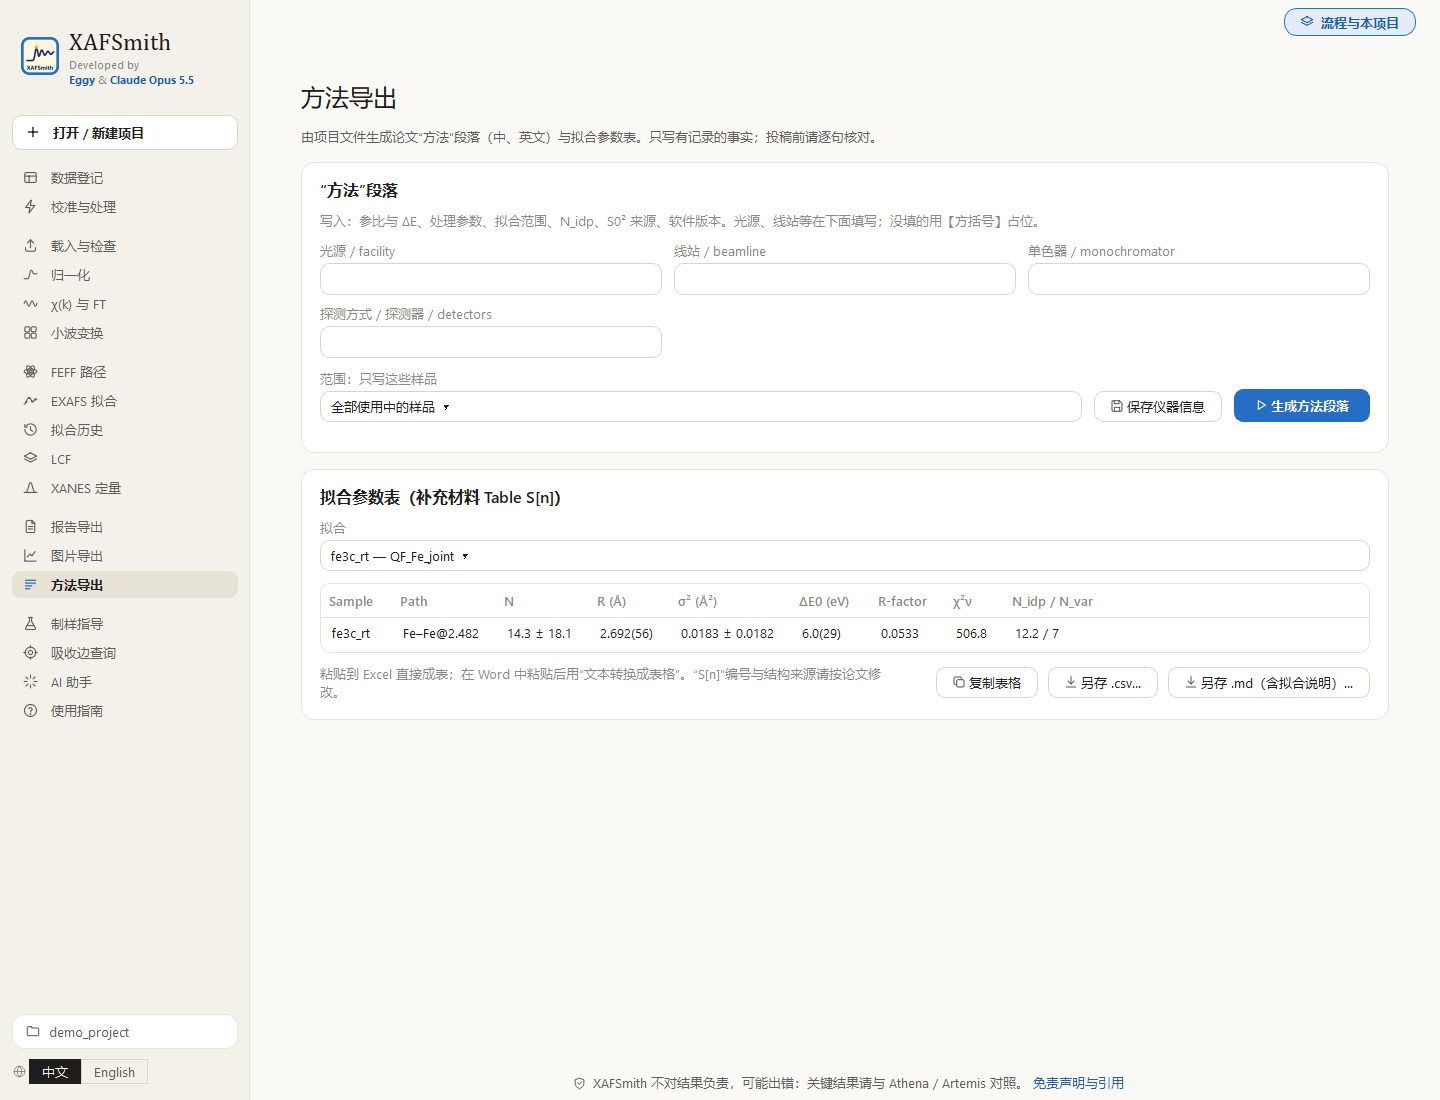 流程与本项目
XAFSmith
Developed by
Eggy & Claude Opus 5.5
XAFSmith
打开 / 新建项目
数据登记
校准与处理
载入与检查
归一化
χ(k) 与 FT
小波变换
FEFF 路径
EXAFS 拟合
拟合历史
LCF
XANES 定量
报告导出
图片导出
方法导出
制样指导
吸收边查询
AI 助手
使用指南
demo_project
中文 English
方法导出
由项目文件生成论文“方法”段落（中、英文）与拟合参数表。只写有记录的事实；投稿前请逐句核对。
“方法”段落
写入：参比与 ΔE、处理参数、拟合范围、N_idp、S0² 来源、软件版本。光源、线站等在下面填写；没填的用【方括号】占位。
光源 / facility 线站 / beamline 单色器 / monochromator
探测方式 / 探测器 / detectors
范围：只写这些样品
全部使用中的样品 保存仪器信息 生成方法段落
拟合参数表（补充材料 Table S[n]）
拟合
fe3c_rt — QF_Fe_joint
Sample Path N R (Å) σ² (Å²) ΔE0 (eV) R-factor χ²ν N_idp / N_var
fe3c_rt Fe–Fe@2.482 14.3 ± 18.1 2.692(56) 0.0183 ± 0.0182 6.0(29) 0.0533 506.8 12.2 / 7
粘贴到 Excel 直接成表；在 Word 中粘贴后用“文本转换成表格”。“S[n]”编号与结构来源请按论文修
改。
复制表格 另存 .csv... 另存 .md（含拟合说明）...
XAFSmith 不对结果负责，可能出错：关键结果请与 Athena / Artemis 对照。 免责声明与引用